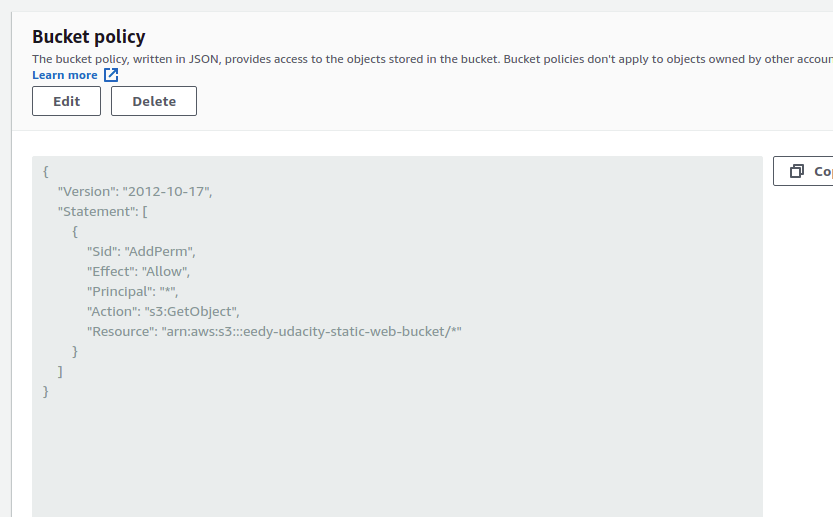 Bucket policy
The bucket policy, written in JSON, provides access to the objects stored in the bucket. Bucket policies don't apply to objects owned by other accoun
Learn more
Edit Delete
Cop
{
"Version": "2012-10-17",
"Statement": [
{
"Sid": "AddPerm",
"Effect": "Allow",
"Principal": "*",
"Action": "s3:GetObject",
"Resource": "arn:aws:s3:::eedy-udacity-static-web-bucket/*"
}
]
}